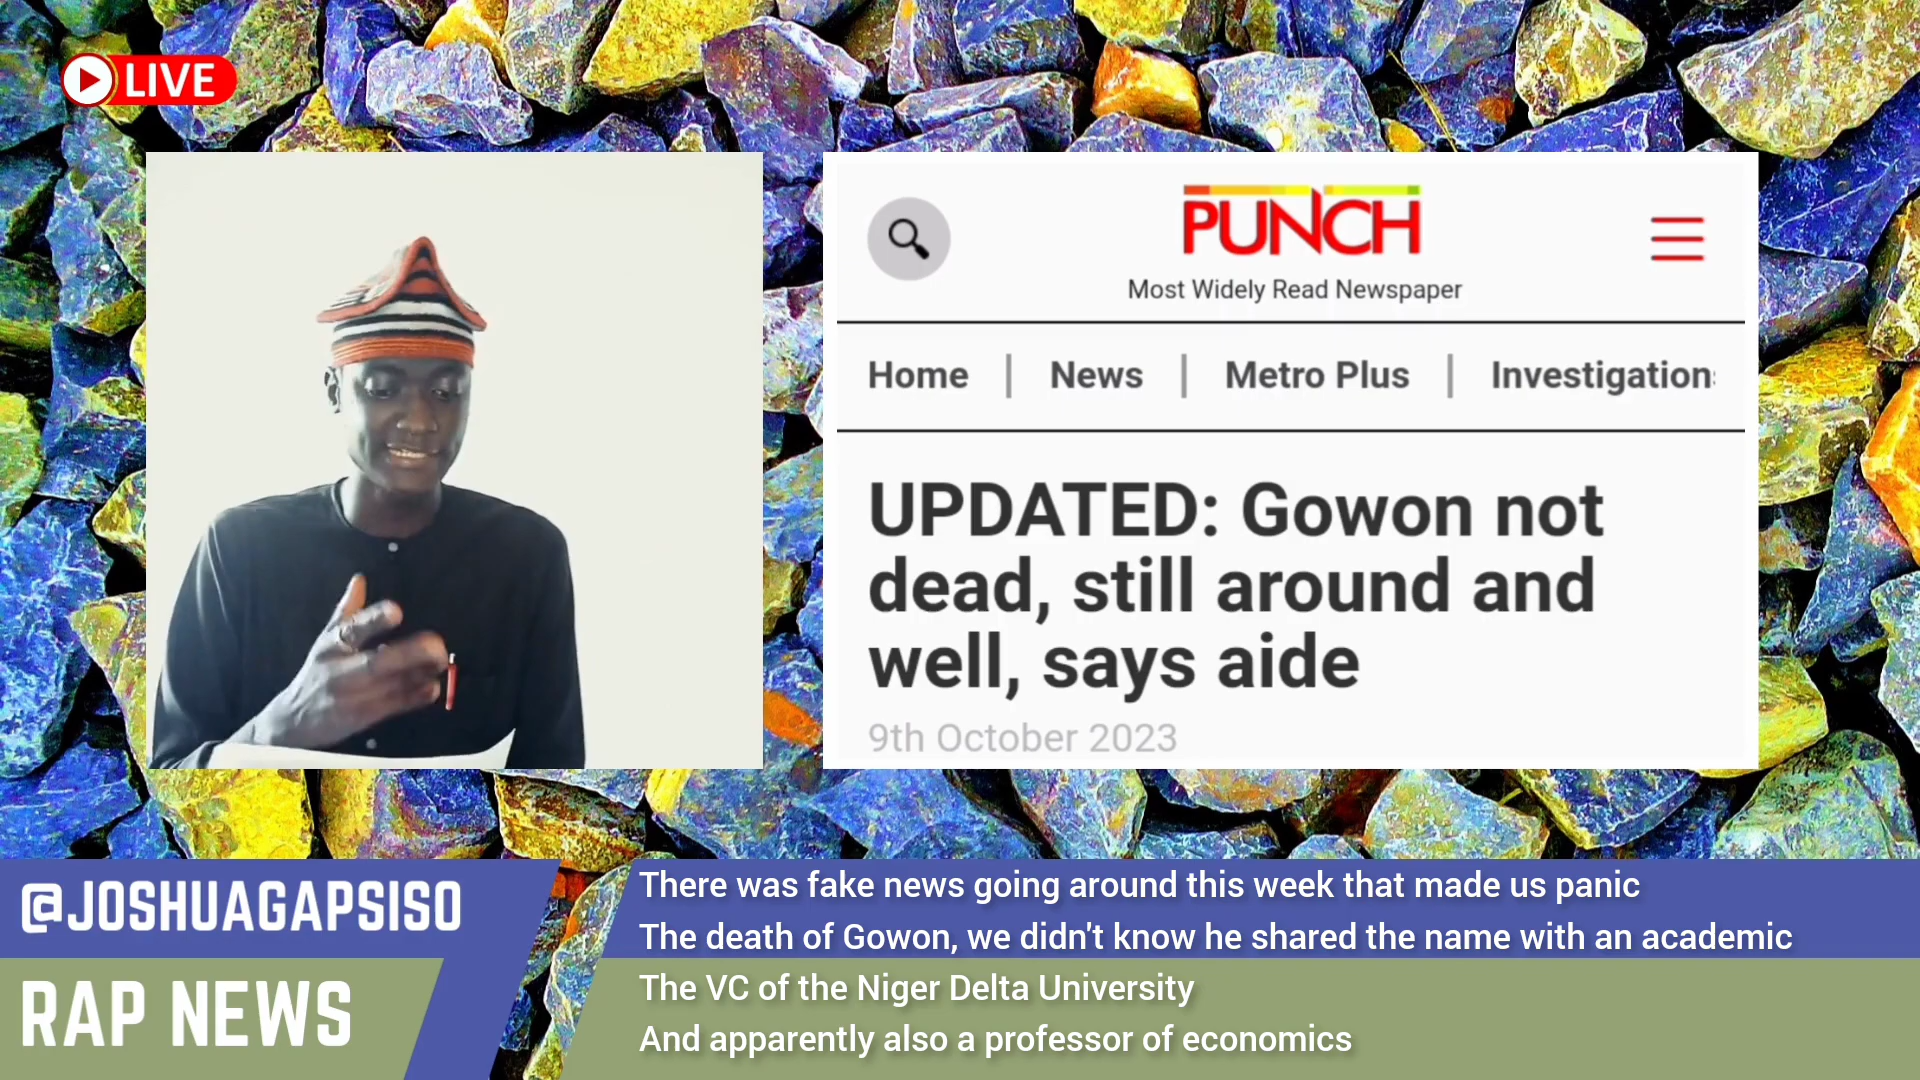 LIVE
PUNCH
Most Widely Read Newspaper
Home | News | Metro Plus | Investigation
UPDATED: Gowon not
dead, still around and
well, says aide
9th October 2023
@JOSHUAGAPSISO
RAP NEWS
There was fake news going around this week that made us panic
The death of Gowon, we didn't know he shared the name with an academic
The VC of the Niger Delta University
And apparently also a professor of economics